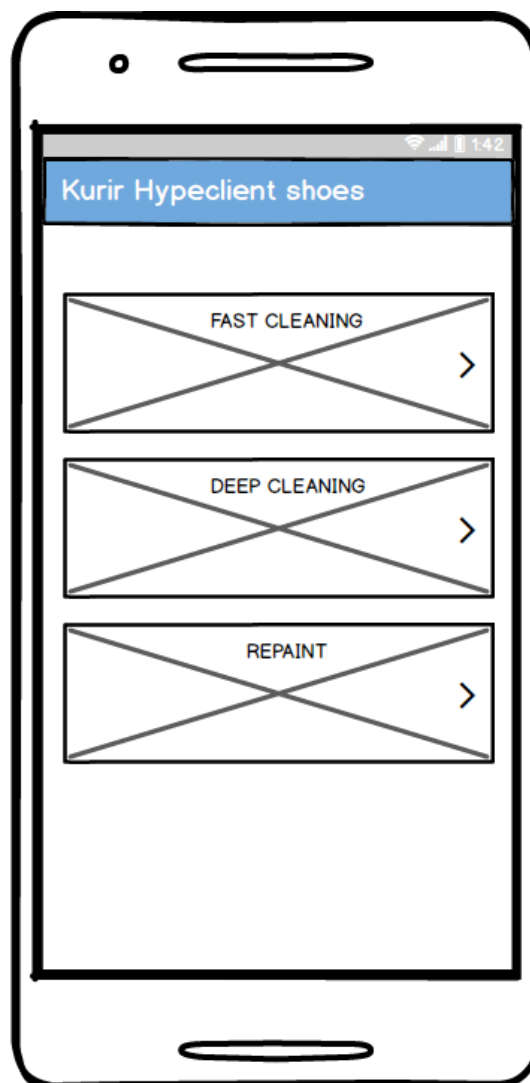 1:42
Kurir Hypeclient shoes
FAST CLEANING
DEEP CLEANING
REPAINT